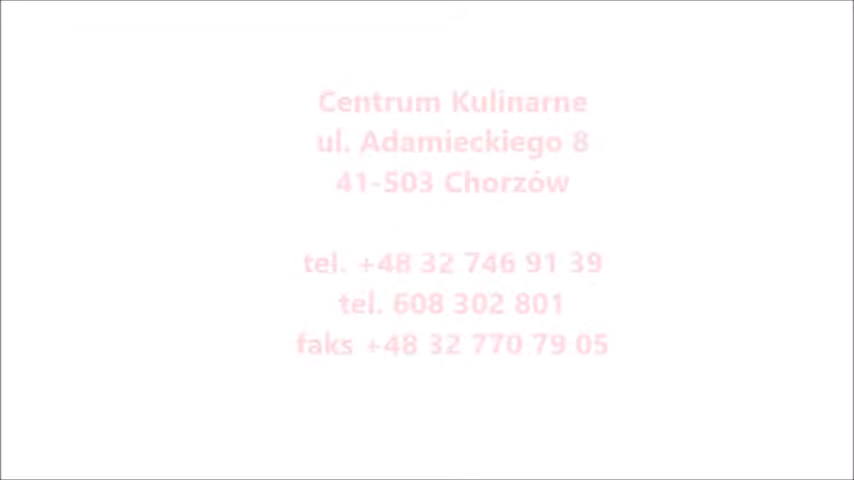 Centrum Kulinarne
ul. Adamieckiego 8
41-503 Chorzów
tel. +48 32 746 91 39
tel. 608 302 801
faks +48 32 770 79 05